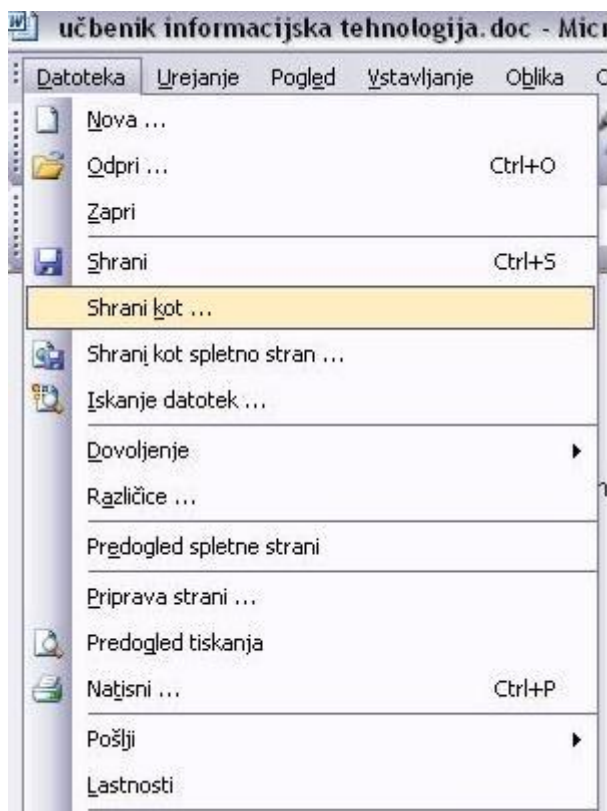 učbenik informacijska tehnologija.doc - Micr
Datoteka Urejanje Pogled Vstavljanje Oblika
Nova ...
Odpri ... Ctrl+O
Zapri
Shrani Ctrl+S
Shrani kot ...
Shrani kot spletno stran ...
Iskanje datotek ...
Dovoljenje
Različice ...
Predogled spletne strani
Priprava strani ...
Predogled tiskanja
Natisni ... Ctrl+P
Pošlji
Lastnosti